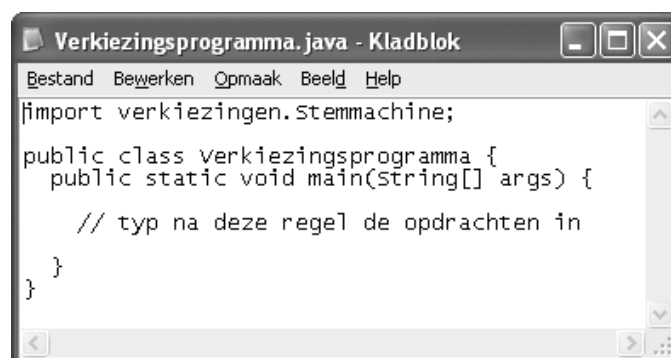 Verkiezingsprogramma.java - Kladblok
Bestand Bewerken Opmaak Beeld Help
import verkiezingen.Stemmachine;
public class Verkiezingsprogramma {
public static void main(String[] args) {
// typ na deze regel de opdrachten in
}
}